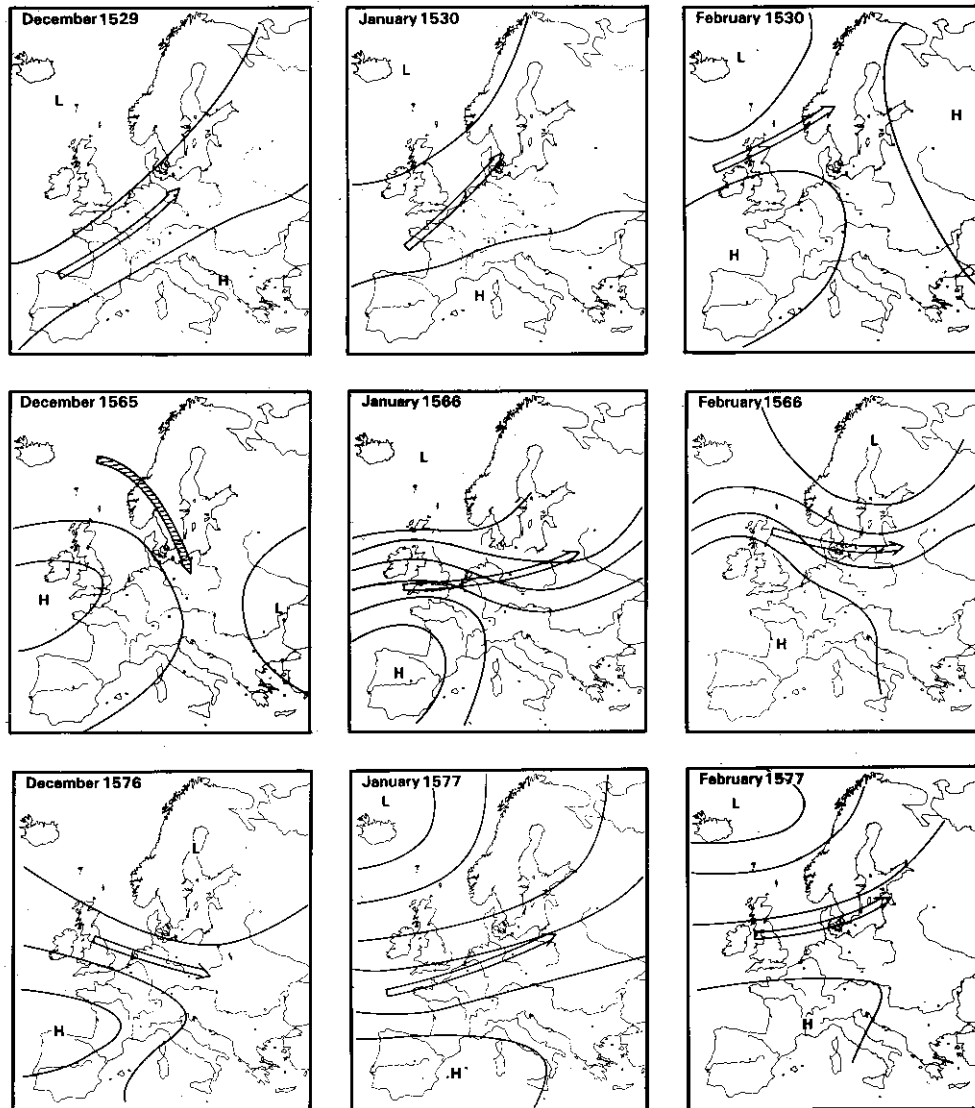 December 1529
L
H
January 1530
L
H
February 1530
L
H
H
December 1565
H
L
January 1566
L
H
February 1566
L
H
December 1576
L
H
January 1577
L
H
February 1577
L
H